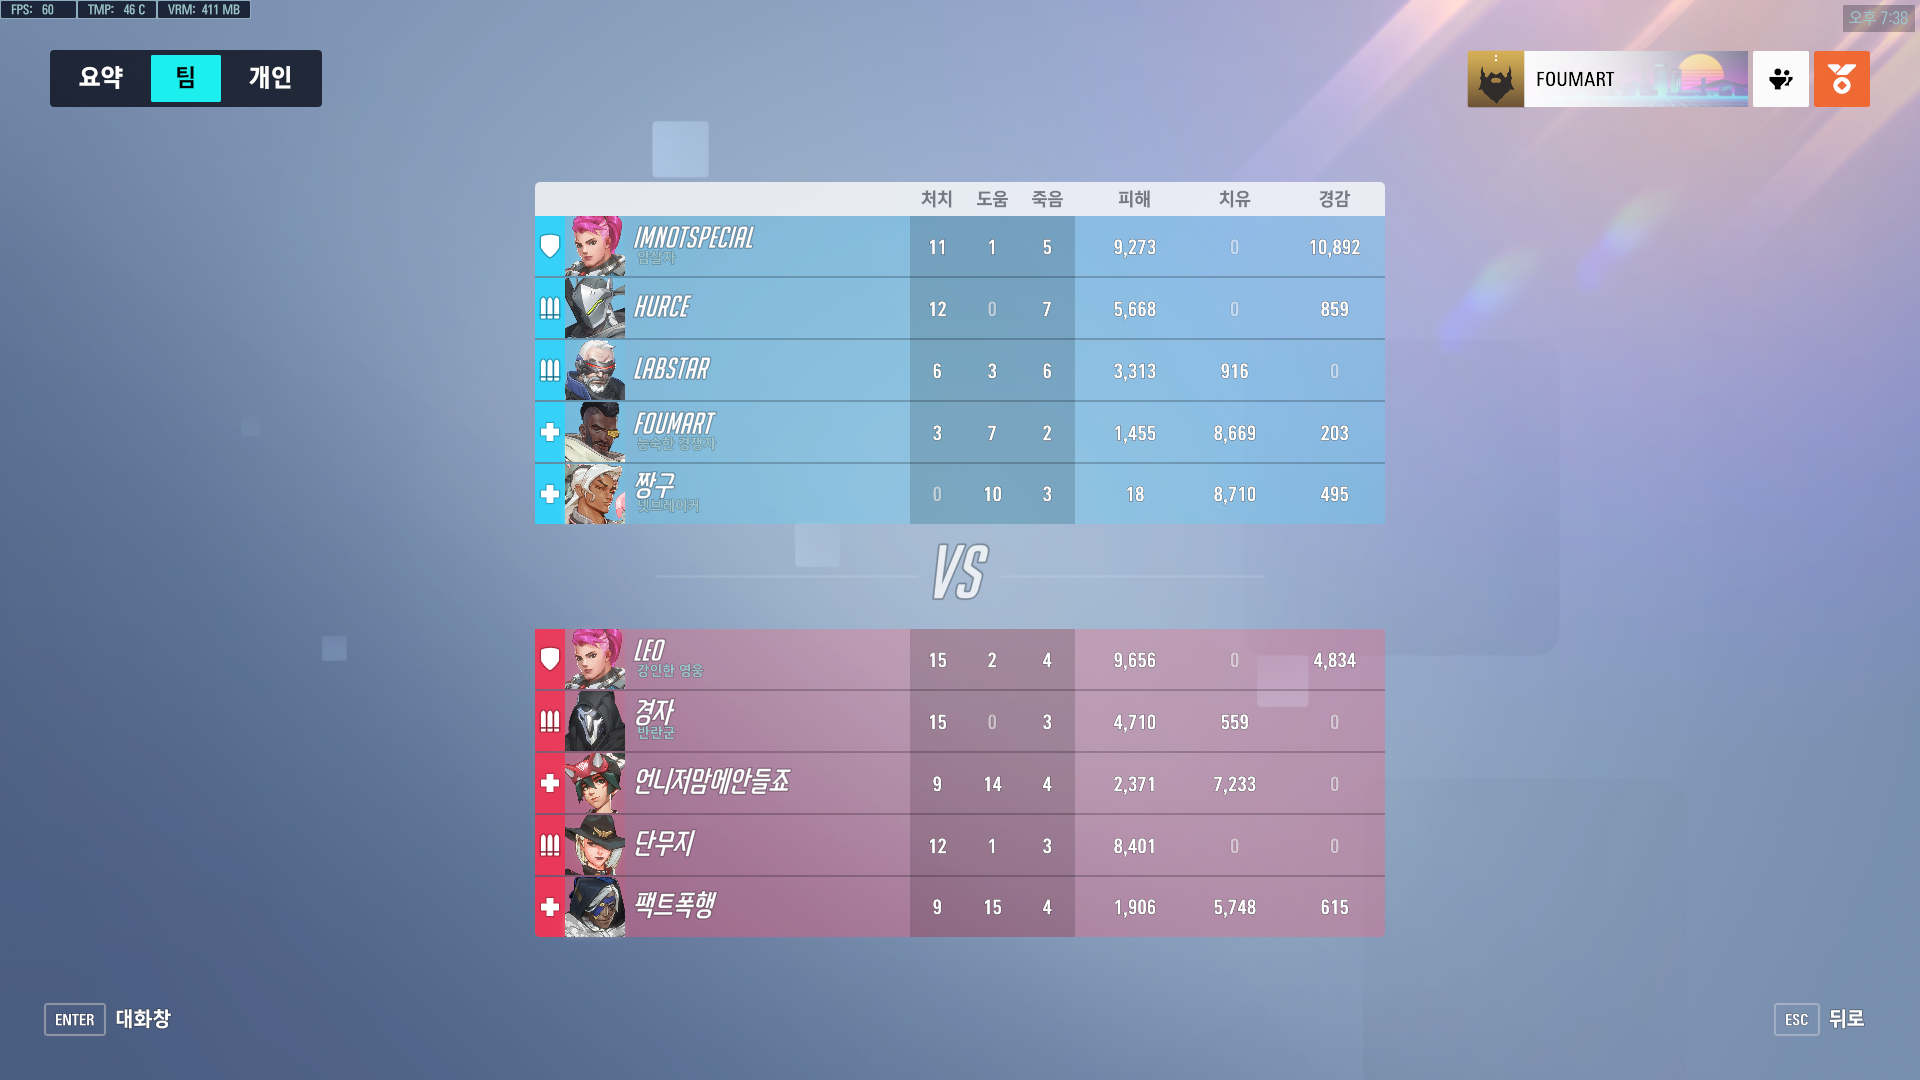 FPS: 60 TMP: 46 C VRM: 411 MB
오후 7:38
요약 팀 개인
FOUMART
처치 도움 죽음 피해 치유 경감
IMNOTSPECIAL 11 1 5 9,273 0 10,892
암살자
HURCE 12 0 7 5,668 0 859
LABSTAR 6 3 6 3,313 916 0
FOUMART 3 7 2 1,455 8,669 203
능숙한 경쟁자
짱구 0 10 3 18 8,710 495
넷브레이커
VS
LEO 15 2 4 9,656 0 4,834
강인한 영웅
경자 15 0 3 4,710 559 0
반란군
언니저맘에안들죠 9 14 4 2,371 7,233 0
단무지 12 1 3 8,401 0 0
팩트폭행 9 15 4 1,906 5,748 615
ENTER 대화창
ESC 뒤로